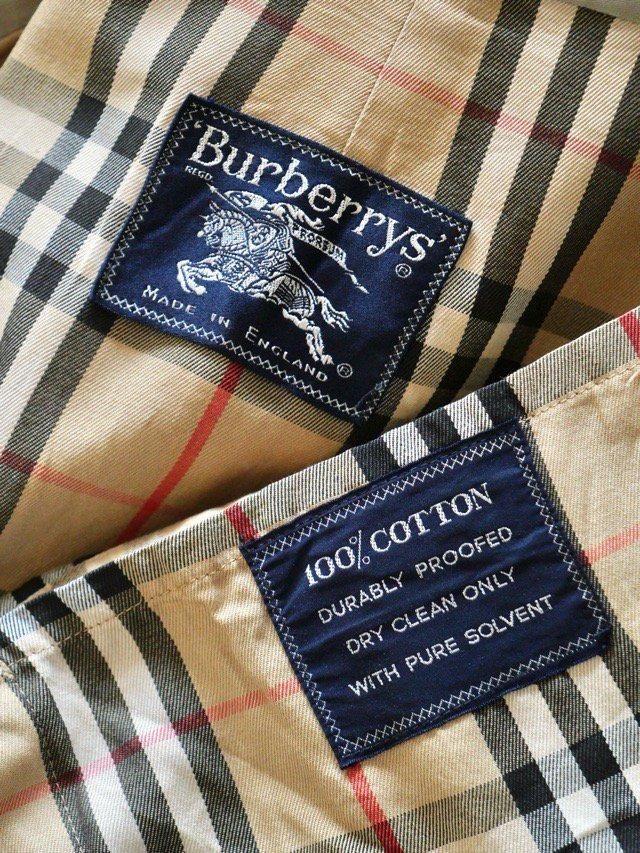 'Burberrys'
REGD
PRORSUM
®
MADE IN ENGLAND
®
100% COTTON
DURABLY PROOFED
DRY CLEAN ONLY
WITH PURE SOLVENT